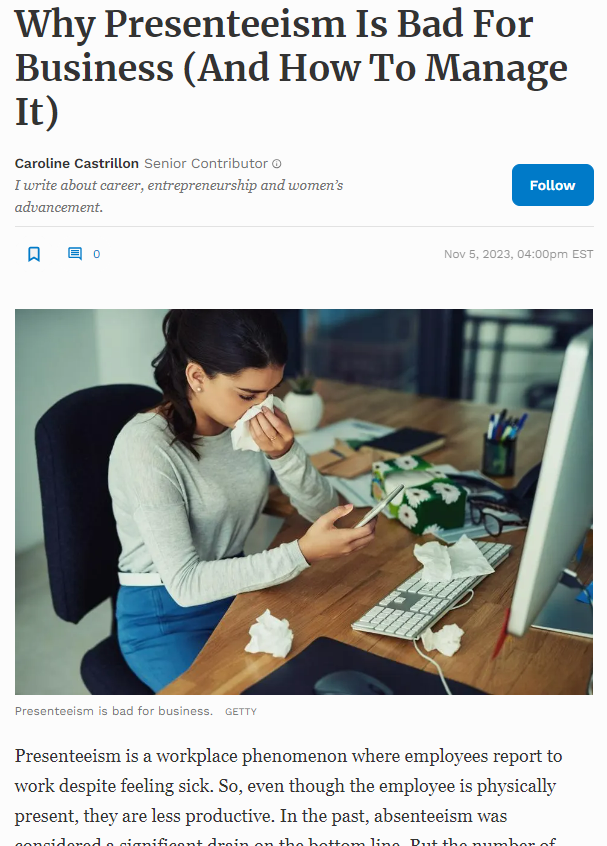 Why Presenteeism Is Bad For
Business (And How To Manage
It)
Caroline Castrillon Senior Contributor
I write about career, entrepreneurship and women's
advancement.
Follow
0
Nov 5, 2023, 04:00pm EST
Presenteeism is bad for business. GETTY
Presenteeism is a workplace phenomenon where employees report to
work despite feeling sick. So, even though the employee is physically
present, they are less productive. In the past, absenteeism was
considered a significant drain on the bottom line. But the number of